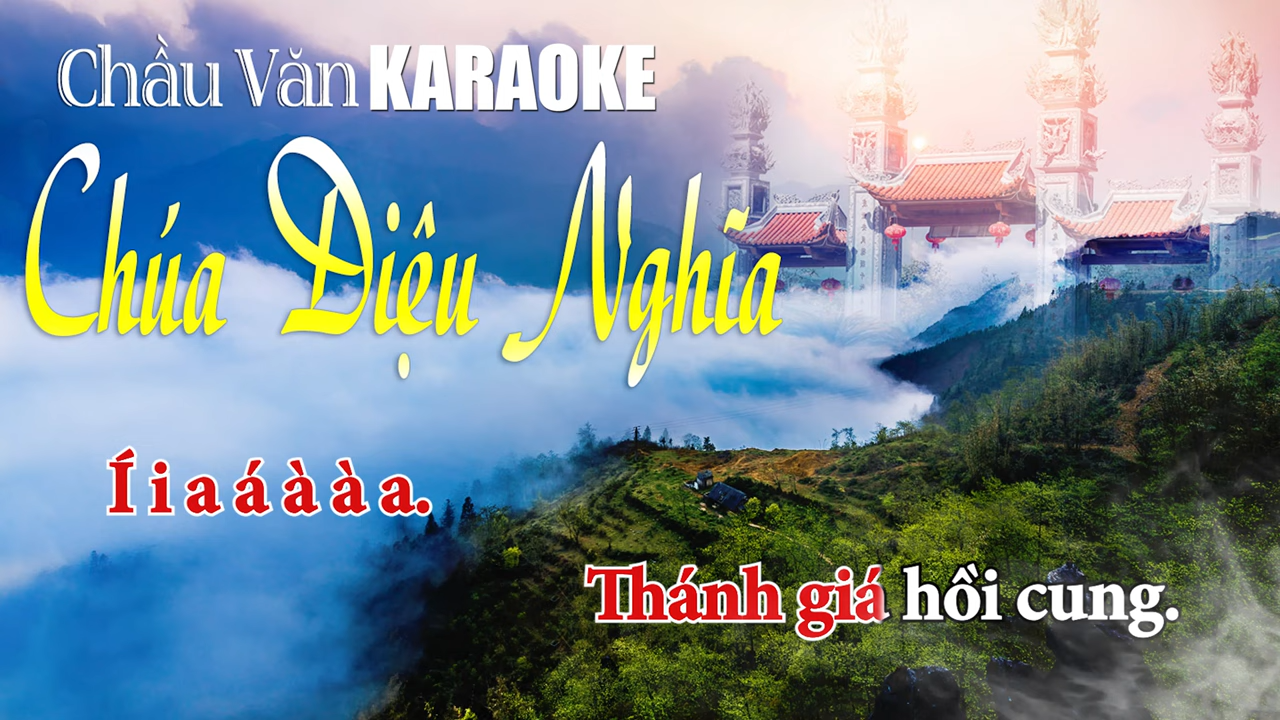 Chầu Văn KARAOKE
Chúa Diệu Nghĩa
Í i a á à à a.
Thánh giá hồi cung.